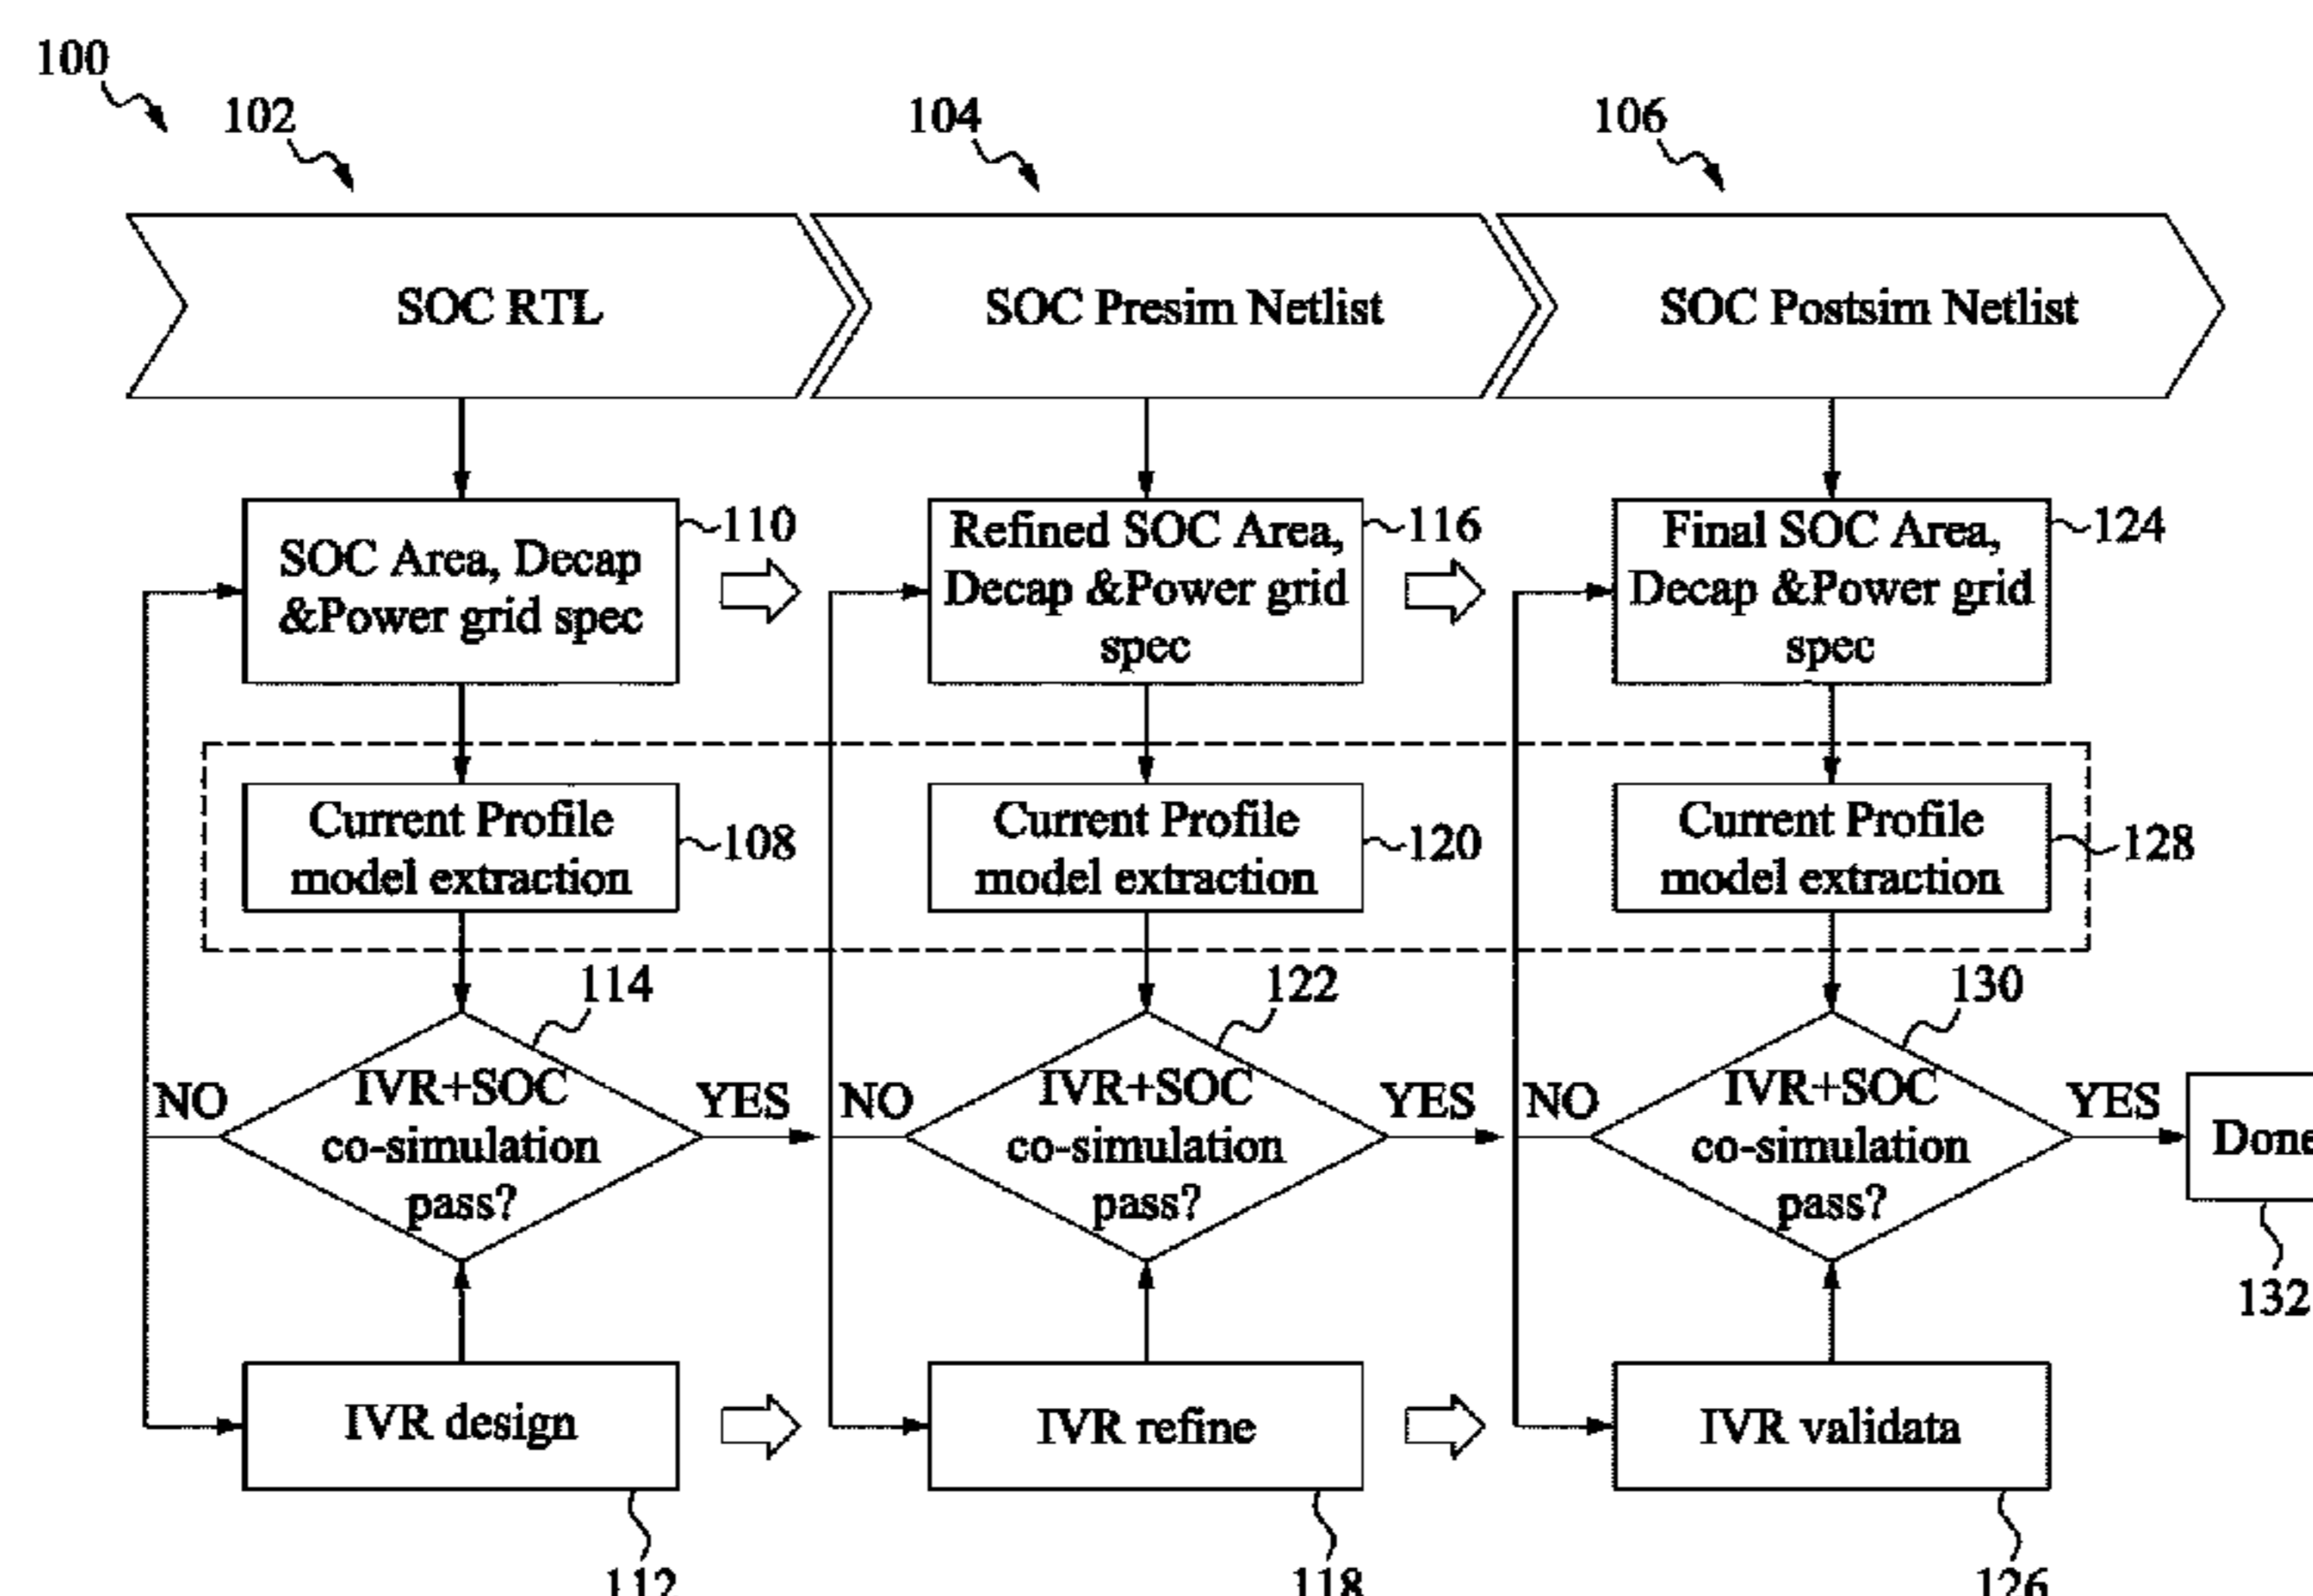 100
102
104
106
SOC RTL
SOC Presim Netlist
SOC Postsim Netlist
SOC Area, Decap
&Power grid spec
110
Refined SOC Area,
Decap &Power grid
spec
116
Final SOC Area,
Decap &Power grid
spec
124
Current Profile
model extraction
108
Current Profile
model extraction
120
Current Profile
model extraction
128
114
122
130
NO
IVR+SOC
co-simulation
pass?
YES
NO
IVR+SOC
co-simulation
pass?
YES
NO
IVR+SOC
co-simulation
pass?
YES
Done
132
IVR design
IVR refine
IVR validata
112
118
126